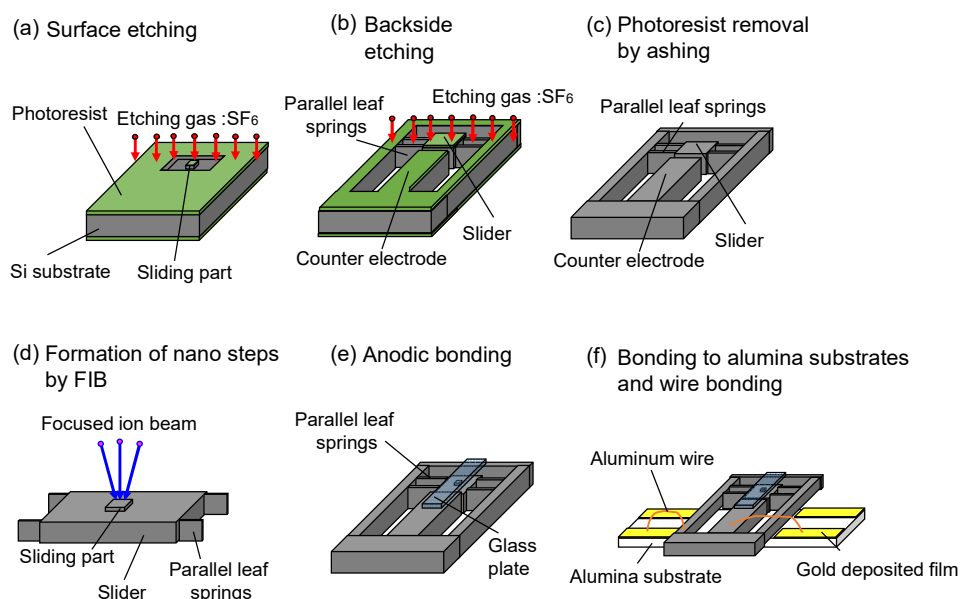 (a) Surface etching
Photoresist
Etching gas :SF6
Si substrate
Sliding part
(b) Backside
etching
Parallel leaf
springs
Etching gas :SF6
Slider
Counter electrode
(c) Photoresist removal
by ashing
Parallel leaf springs
Slider
Counter electrode
(d) Formation of nano steps
by FIB
Focused ion beam
Sliding part
Slider
Parallel leaf
springs
(e) Anodic bonding
Parallel leaf
springs
Glass
plate
(f) Bonding to alumina substrates
and wire bonding
Aluminum wire
Alumina substrate
Gold deposited film